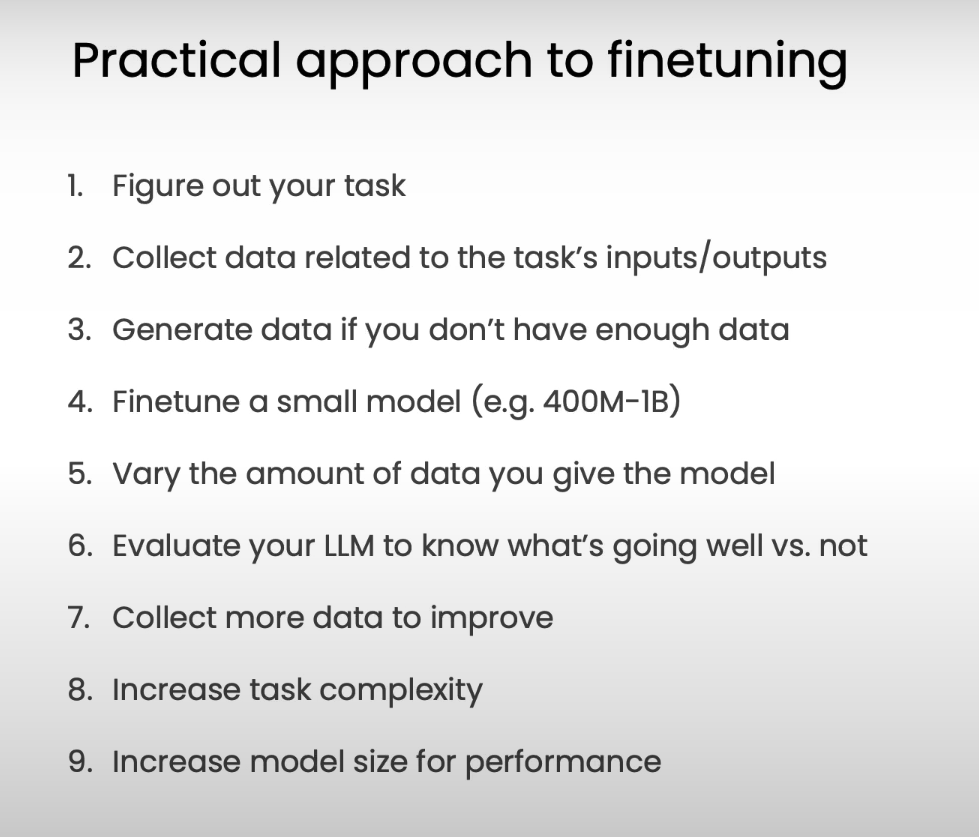 Practical approach to finetuning
1. Figure out your task
2. Collect data related to the task's inputs/outputs
3. Generate data if you don't have enough data
4. Finetune a small model (e.g. 400M-1B)
5. Vary the amount of data you give the model
6. Evaluate your LLM to know what's going well vs. not
7. Collect more data to improve
8. Increase task complexity
9. Increase model size for performance